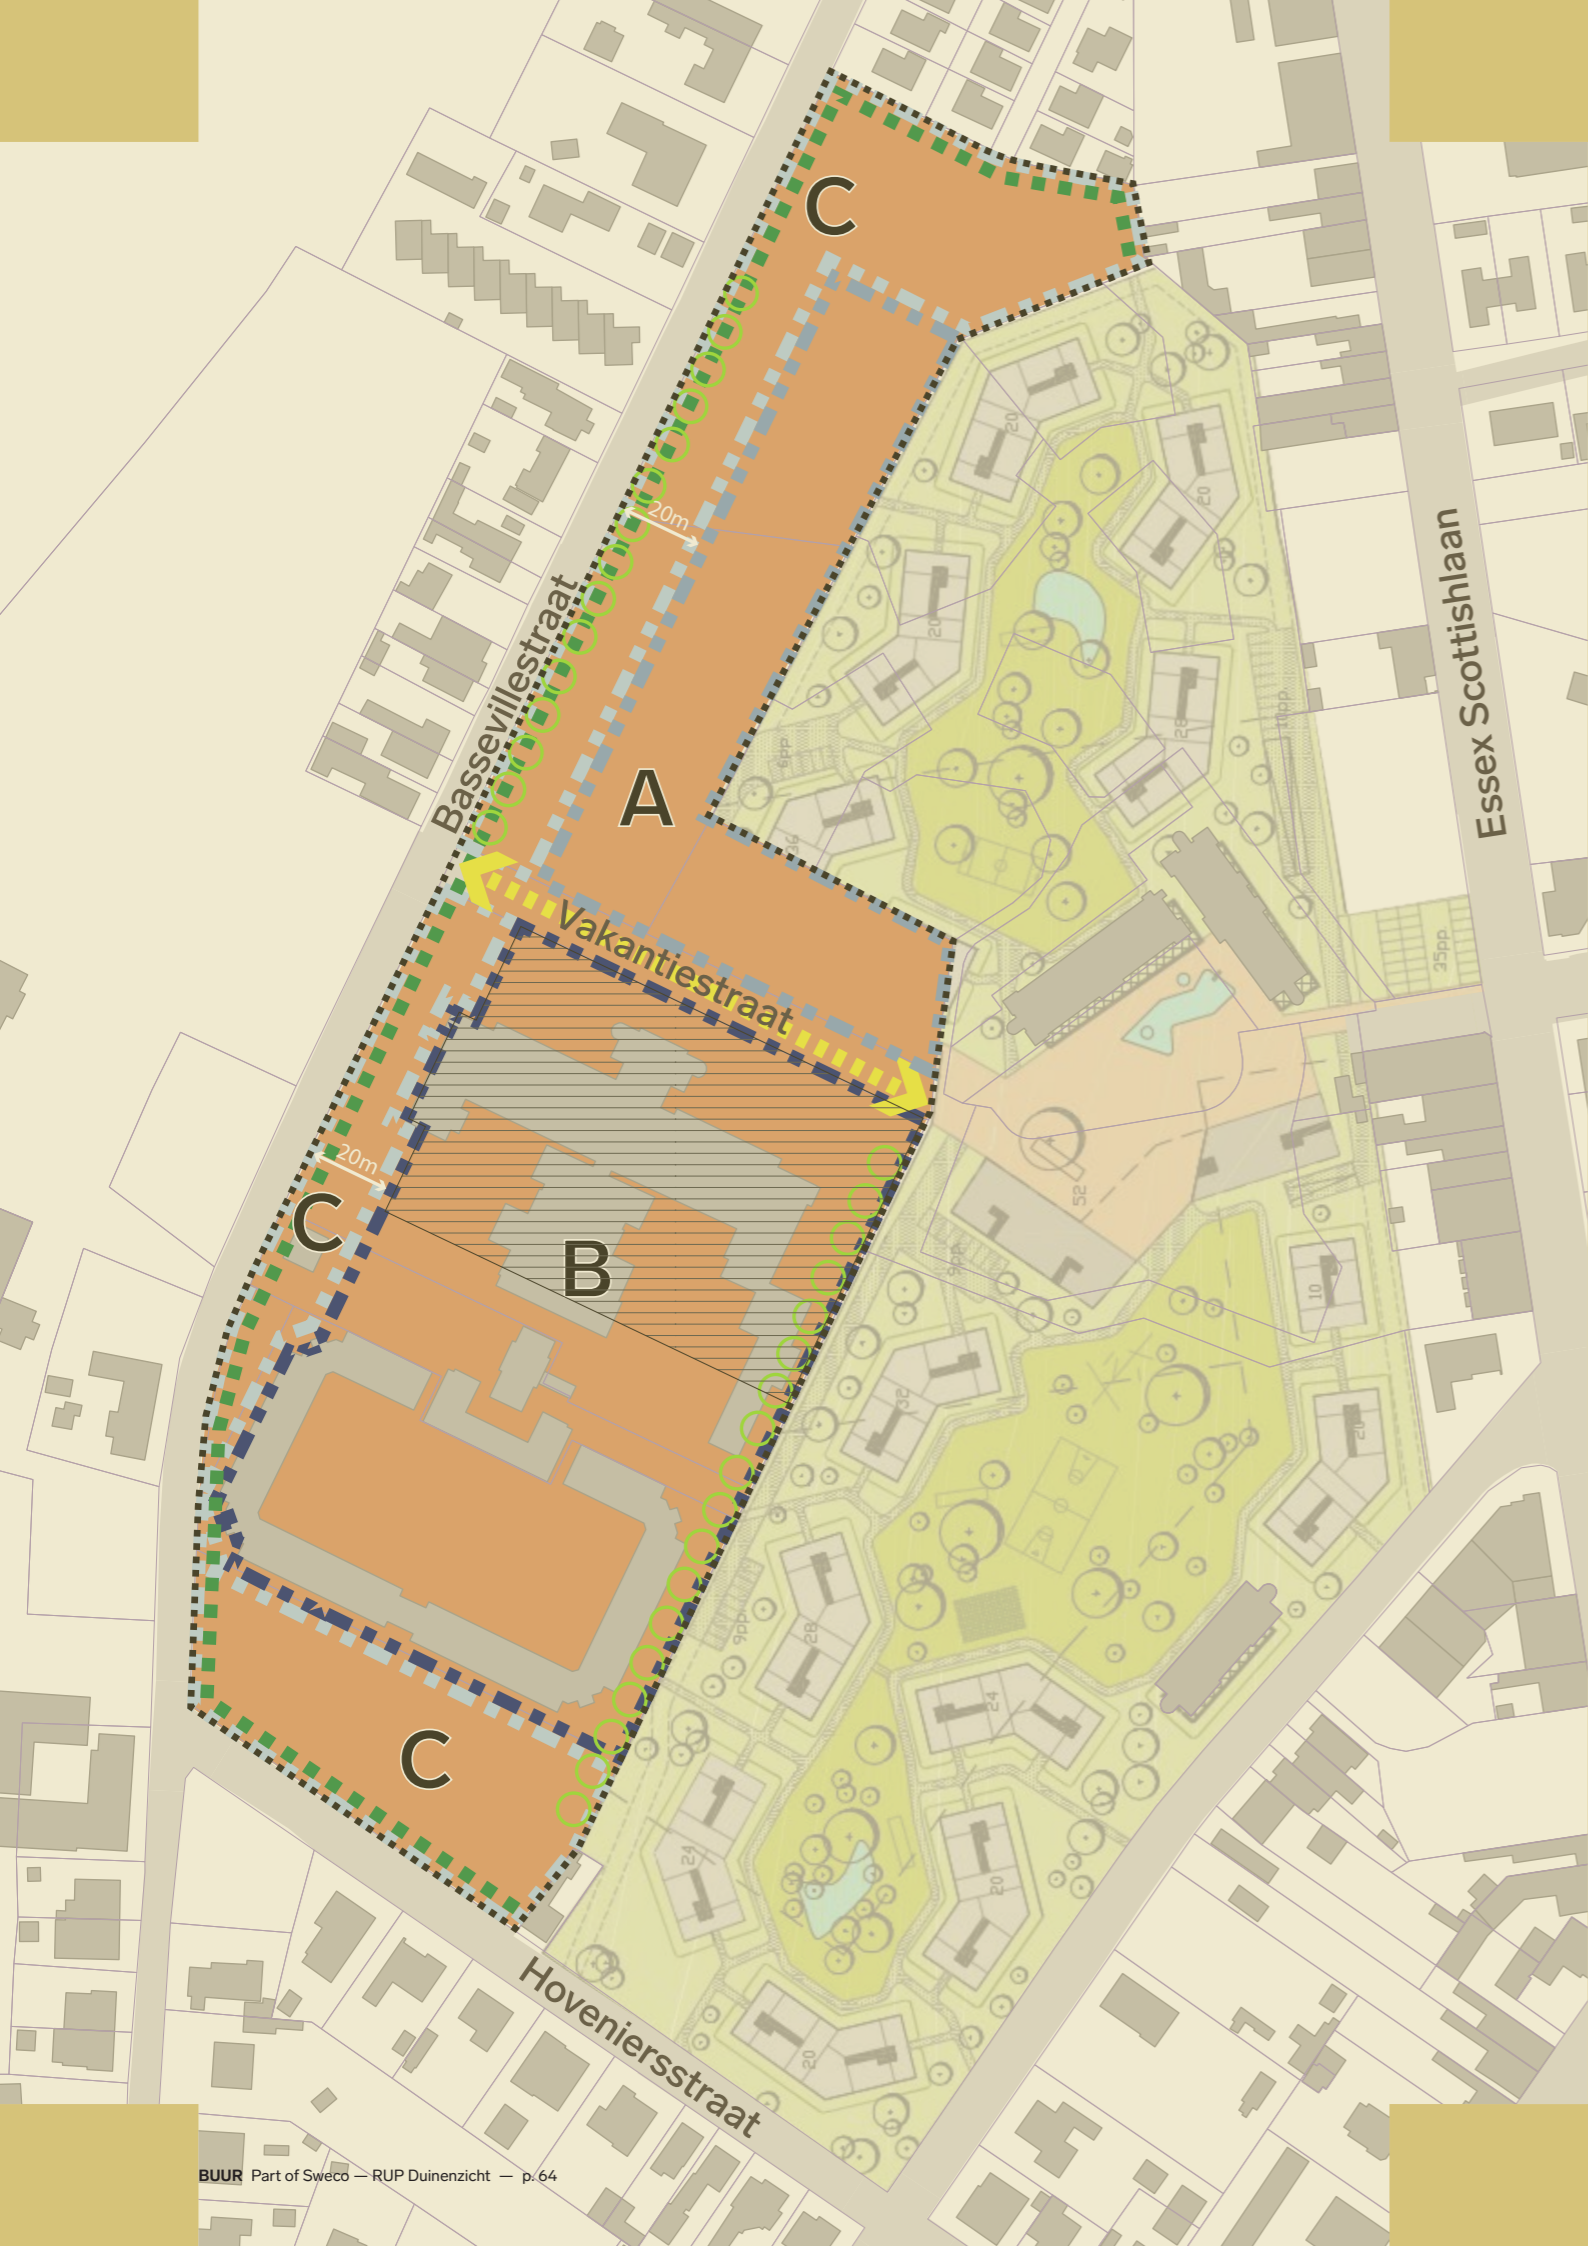 C
20
20
20m
20
Bassevillestraat
Essex Scottishlaan
28
6pp
A
36
Vakantiestraat
35pp
20m
52
C
9pp
B
10
32
20
28
9pp
24
C
24
20
Hoveniersstraat
20
BUUR Part of Sweco — RUP Duinenzicht — p. 64